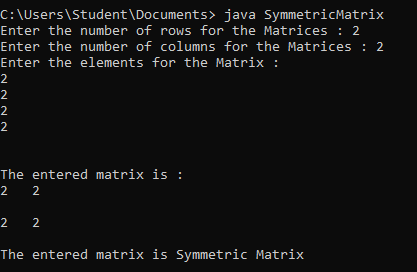 C:\Users\Student\Documents> java SymmetricMatrix
Enter the number of rows for the Matrices : 2
Enter the number of columns for the Matrices : 2
Enter the elements for the Matrix :
2
2
2
2
The entered matrix is :
2   2
2   2
The entered matrix is Symmetric Matrix